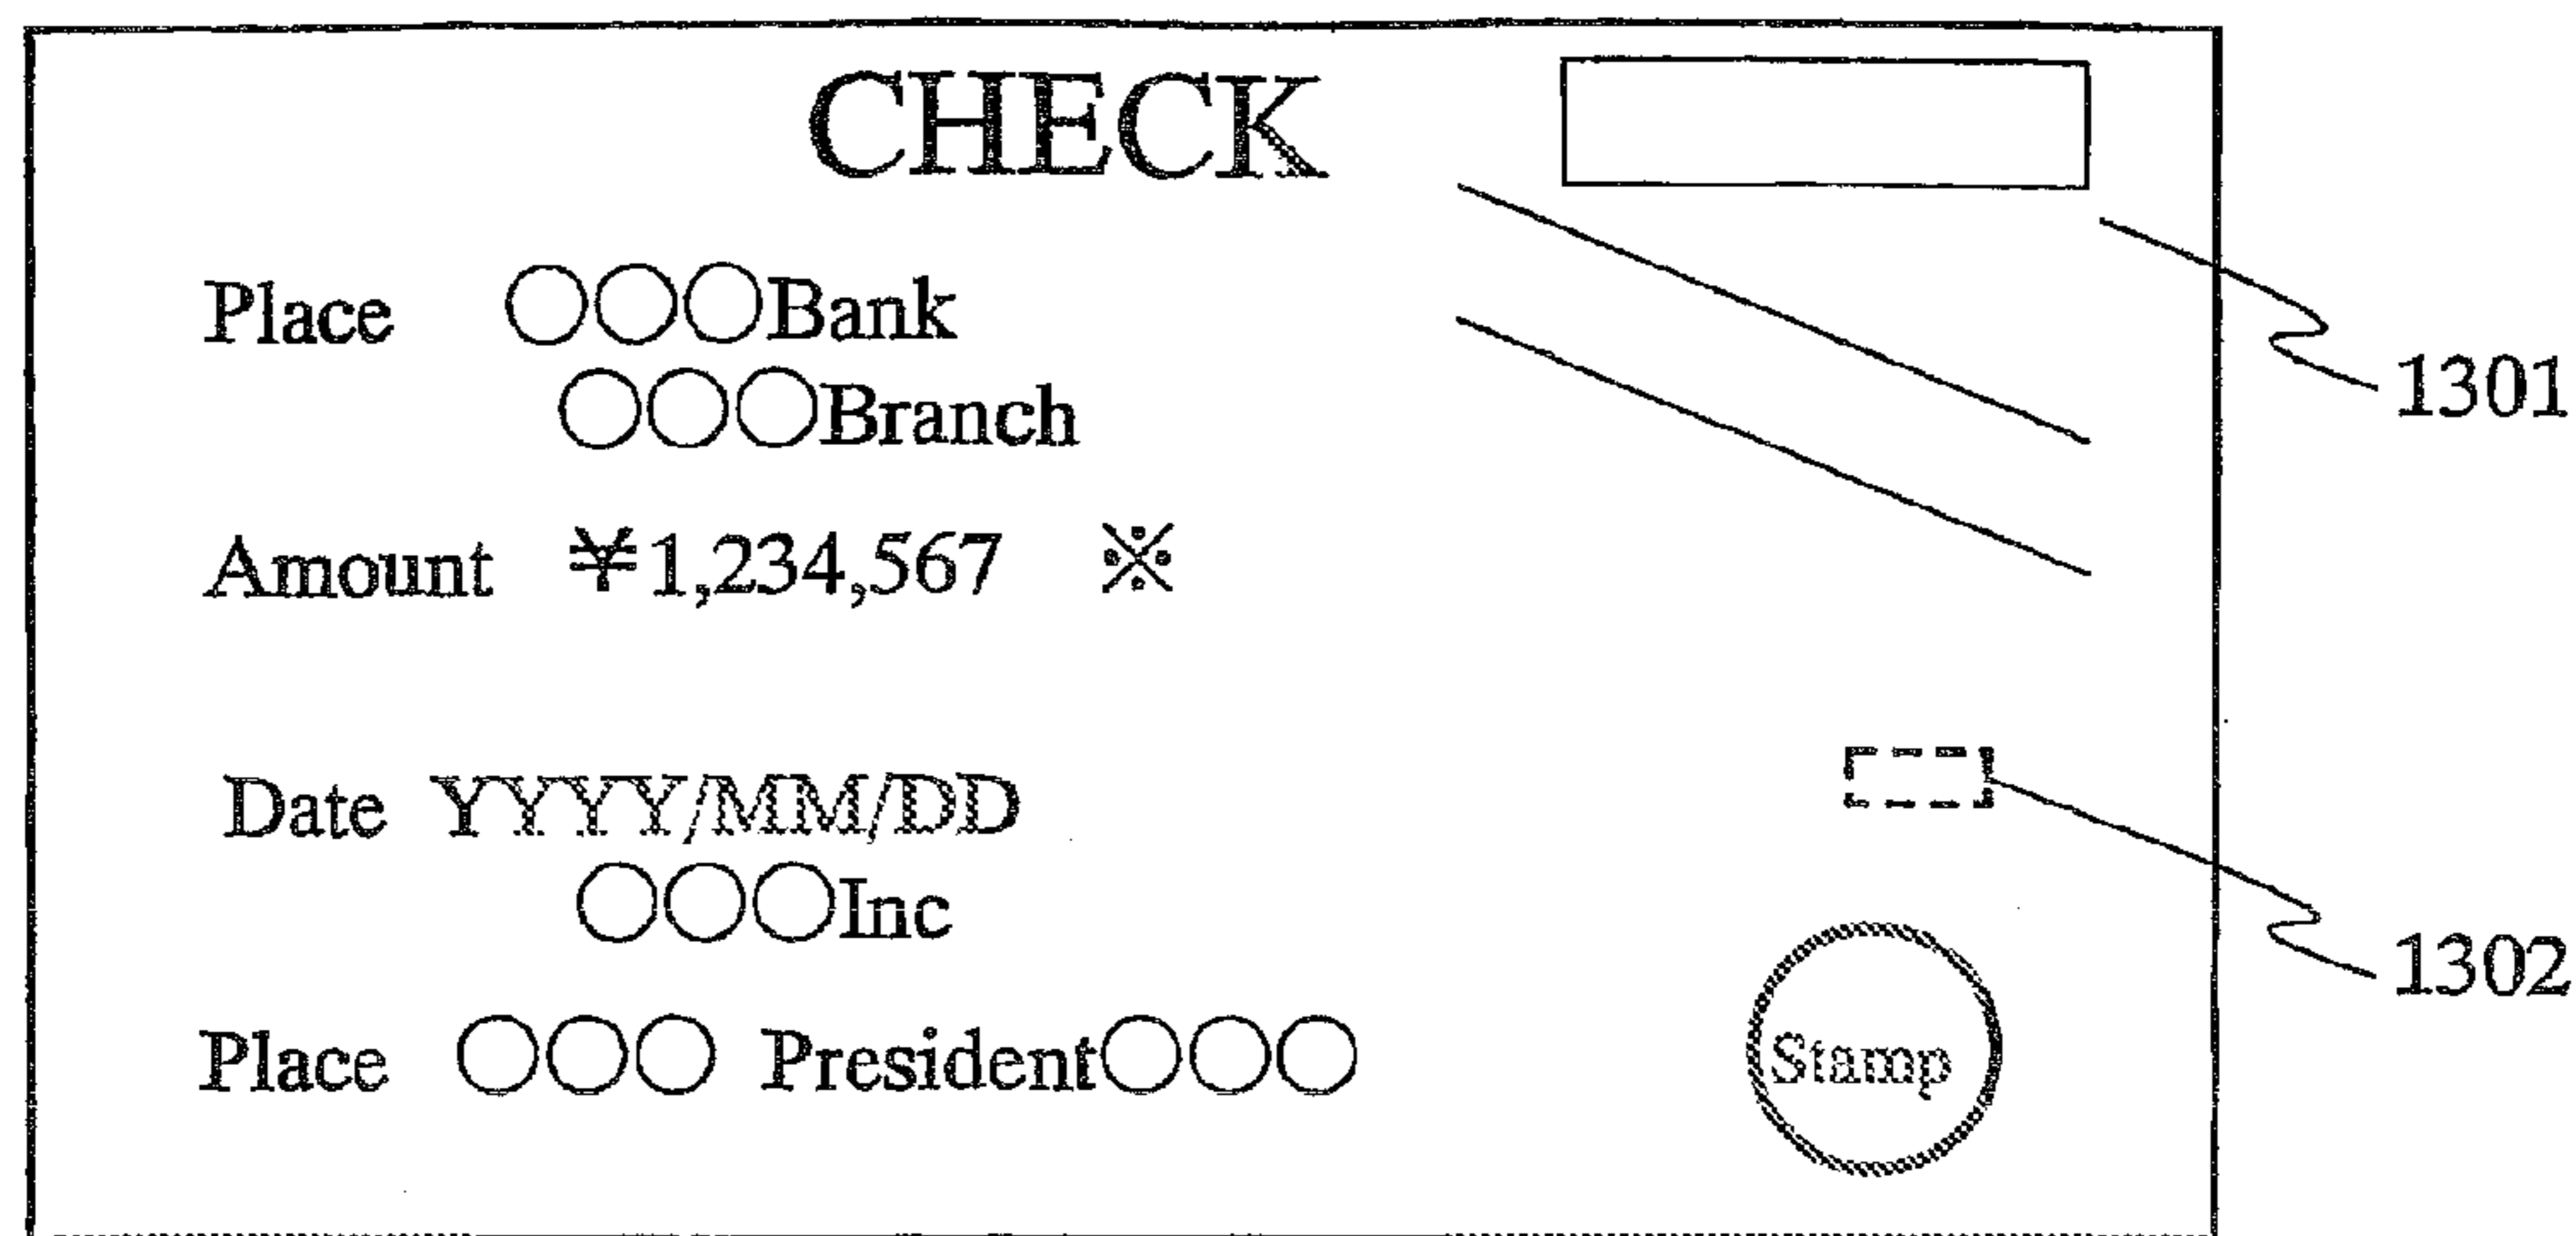 CHECK
Place ○○○Bank
○○○Branch
1301
Amount ¥1,234,567 ※
Date YYYY/MM/DD
○○○Inc
1302
Place ○○○ President○○○
Stamp